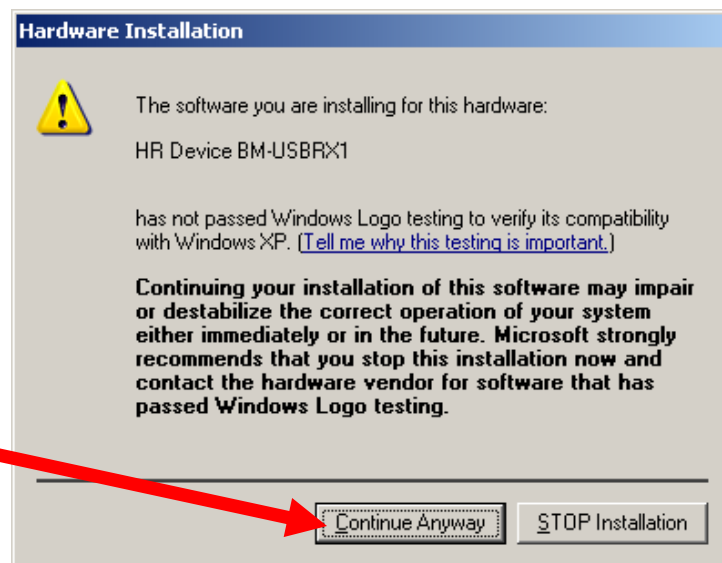 Hardware Installation
The software you are installing for this hardware:
HR Device BM-USBRX1
has not passed Windows Logo testing to verify its compatibility
with Windows XP. (Tell me why this testing is important.)
Continuing your installation of this software may impair
or destabilize the correct operation of your system
either immediately or in the future. Microsoft strongly
recommends that you stop this installation now and
contact the hardware vendor for software that has
passed Windows Logo testing.
Continue Anyway STOP Installation